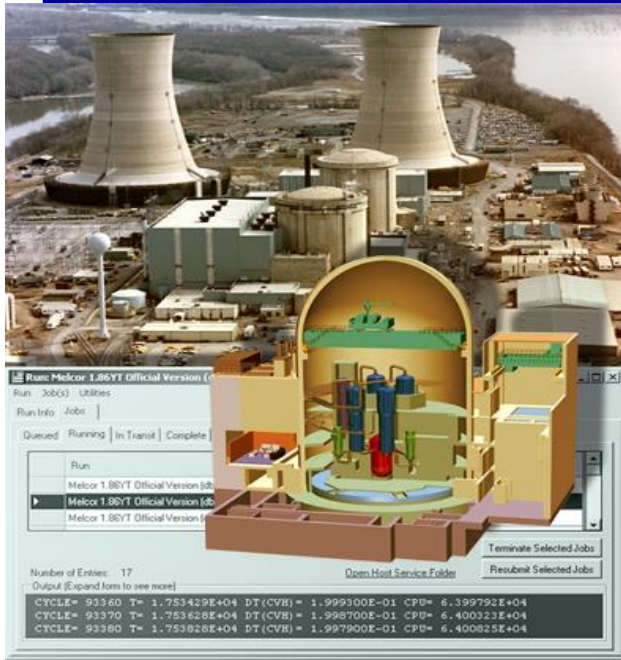 Run: Melcor 1.86YT Official Version (
Run Job(s) Utilities
Run Info Jobs
Queued Running In Transit Complete
Run
Melcor 1.86YT Official Version (db
Melcor 1.86YT Official Version (db
Melcor 1.86YT Official Version (db
Terminate Selected Jobs
Number of Entries: 17 Open Host Service Folder Resubmit Selected Jobs
Output (Expand form to see more)
CYCLE= 93360 T= 1.753429E+04 DT(CVH)= 1.999300E-01 CPU= 6.399792E+04
CYCLE= 93370 T= 1.753628E+04 DT(CVH)= 1.998700E-01 CPU= 6.400323E+04
CYCLE= 93380 T= 1.753828E+04 DT(CVH)= 1.997900E-01 CPU= 6.400825E+04